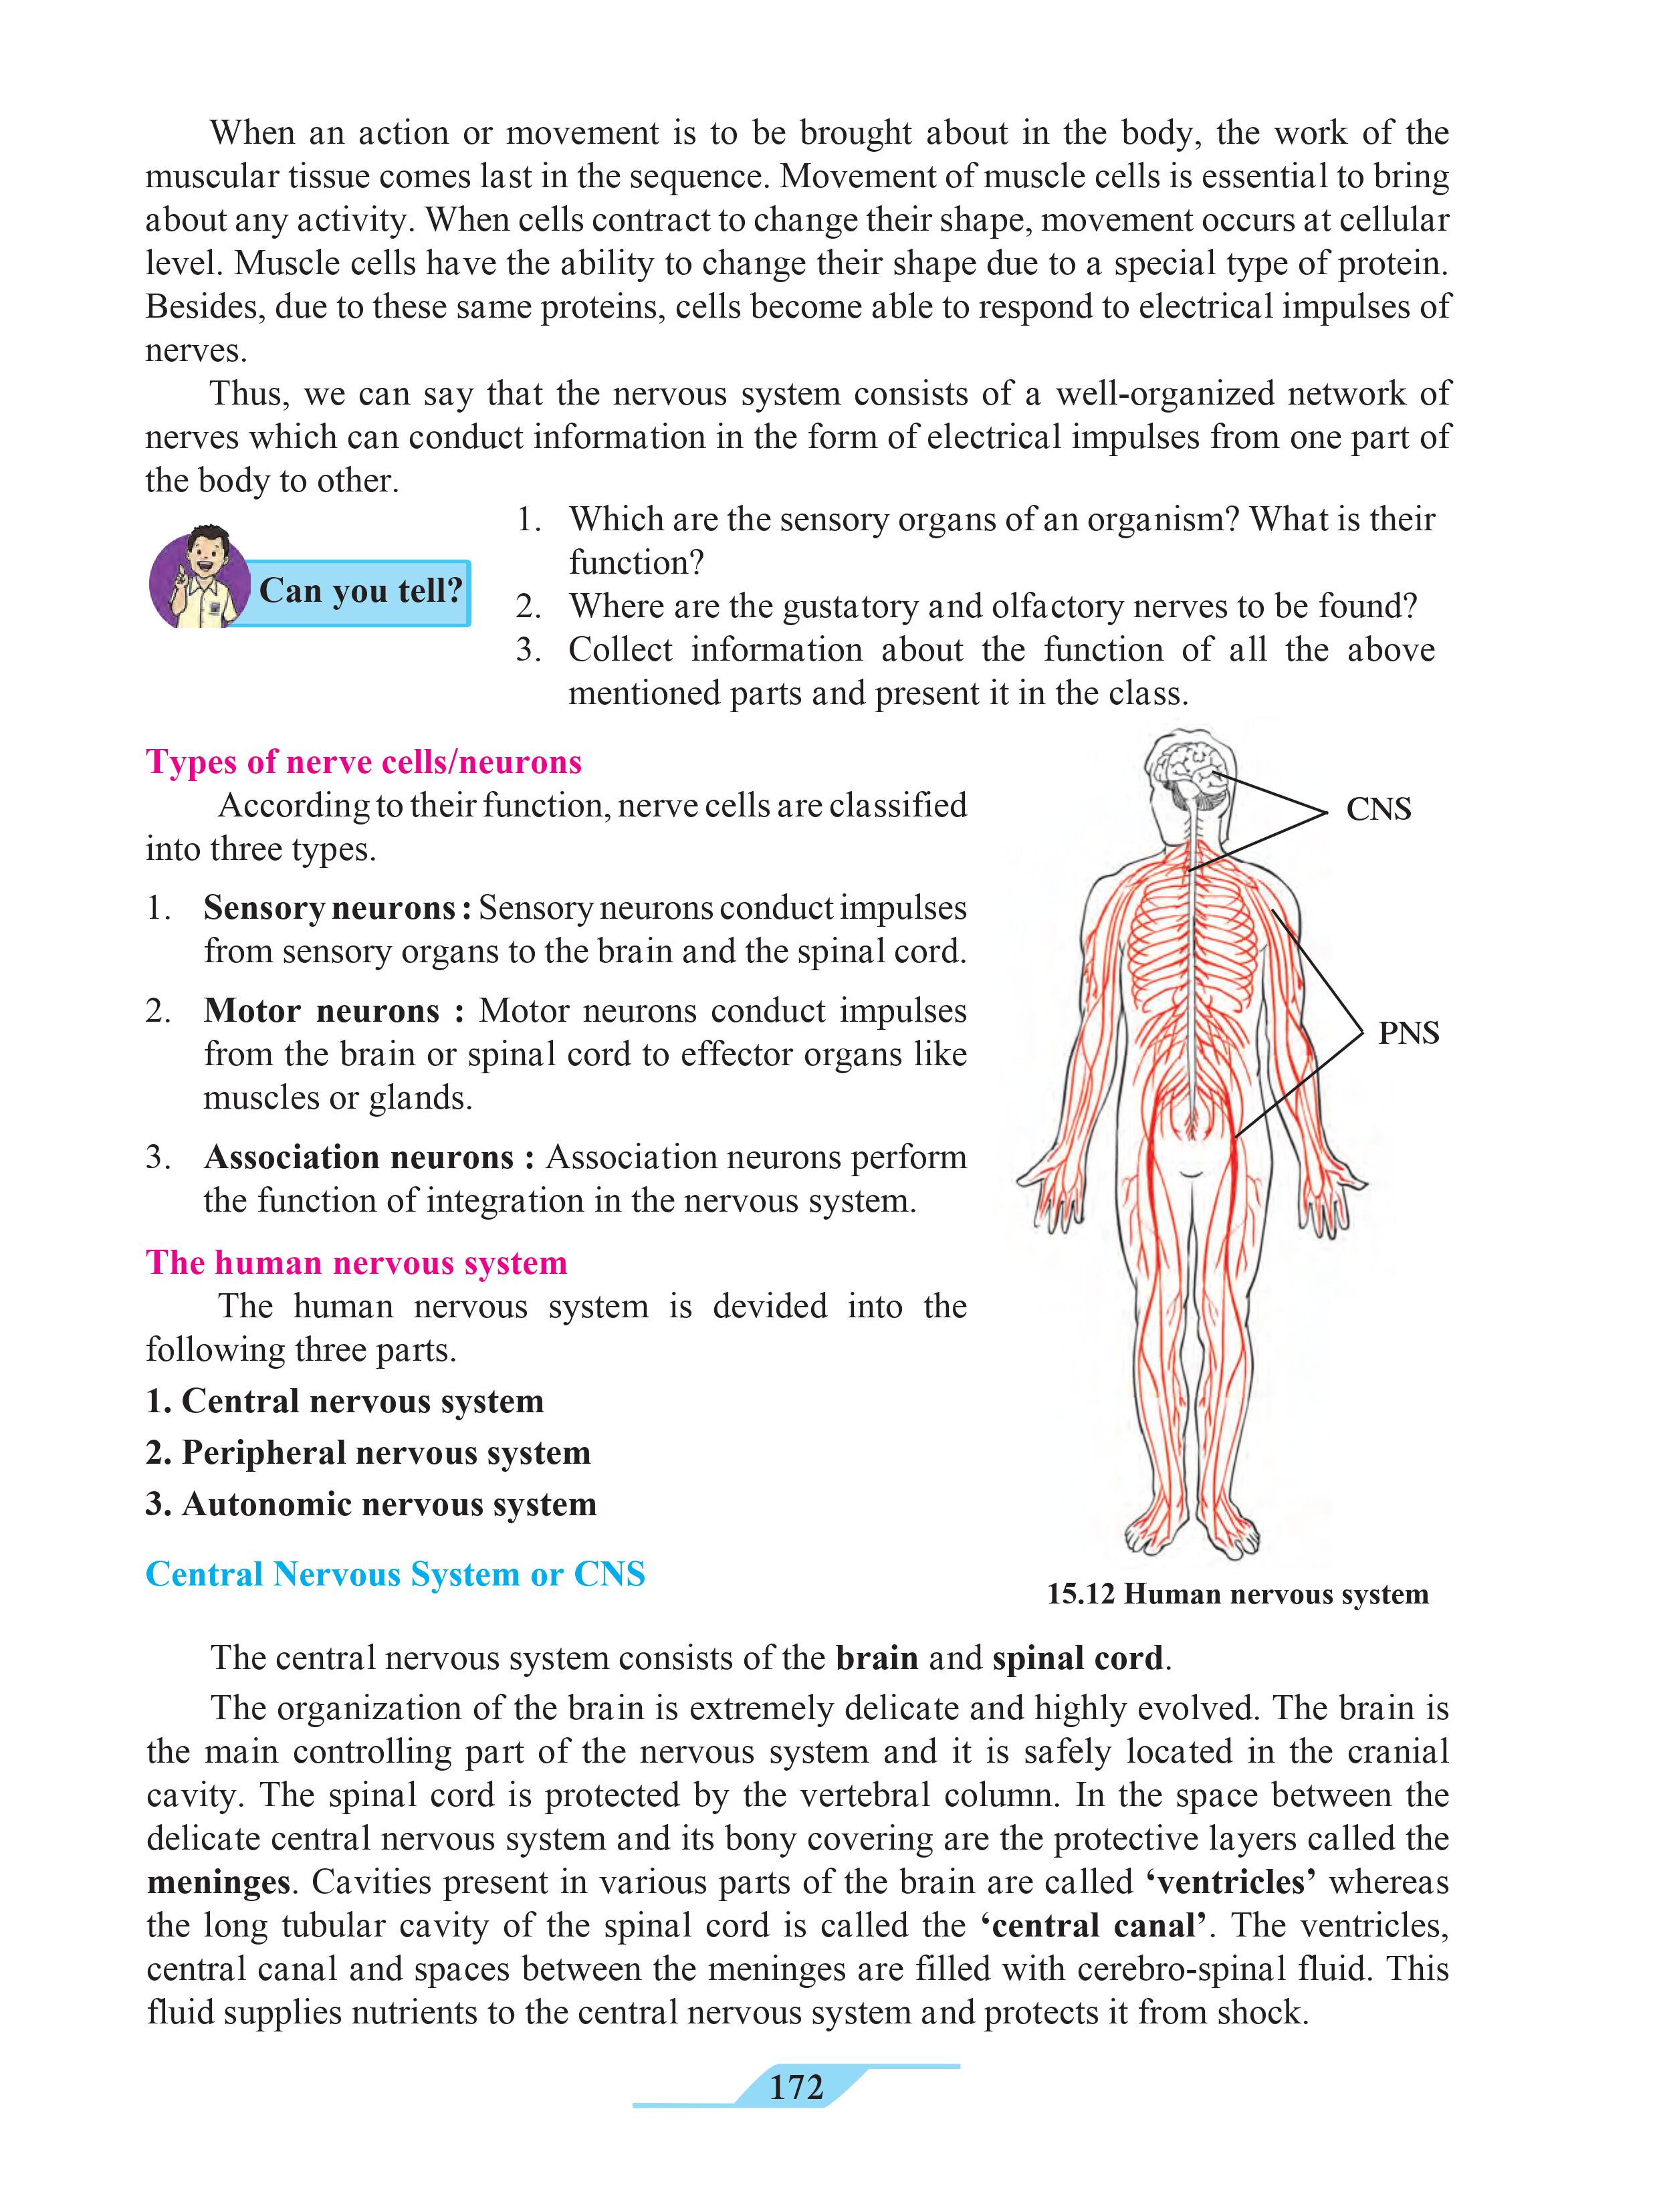 When an action or movement is to be brought about in the body, the work of the
muscular tissue comes last in the sequence. Movement of muscle cells is essential to bring
about any activity. When cells contract to change their shape, movement occurs at cellular
level. Muscle cells have the ability to change their shape due to a special type of protein.
Besides, due to these same proteins, cells become able to respond to electrical impulses of
nerves.
Thus, we can say that the nervous system consists of a well-organized network of
nerves which can conduct information in the form of electrical impulses from one part of
the body to other.
Can you tell?
1. Which are the sensory organs of an organism? What is their
function?
2. Where are the gustatory and olfactory nerves to be found?
3. Collect information about the function of all the above
mentioned parts and present it in the class.
Types of nerve cells/neurons
According to their function, nerve cells are classified
into three types.
1. Sensory neurons : Sensory neurons conduct impulses
from sensory organs to the brain and the spinal cord.
2. Motor neurons : Motor neurons conduct impulses
from the brain or spinal cord to effector organs like
muscles or glands.
3. Association neurons : Association neurons perform
the function of integration in the nervous system.
The human nervous system
The human nervous system is devided into the
following three parts.
1. Central nervous system
2. Peripheral nervous system
3. Autonomic nervous system
CNS
PNS
15.12 Human nervous system
Central Nervous System or CNS
The central nervous system consists of the brain and spinal cord.
The organization of the brain is extremely delicate and highly evolved. The brain is
the main controlling part of the nervous system and it is safely located in the cranial
cavity. The spinal cord is protected by the vertebral column. In the space between the
delicate central nervous system and its bony covering are the protective layers called the
meninges. Cavities present in various parts of the brain are called ‘ventricles’ whereas
the long tubular cavity of the spinal cord is called the ‘central canal’. The ventricles,
central canal and spaces between the meninges are filled with cerebro-spinal fluid. This
fluid supplies nutrients to the central nervous system and protects it from shock.
172